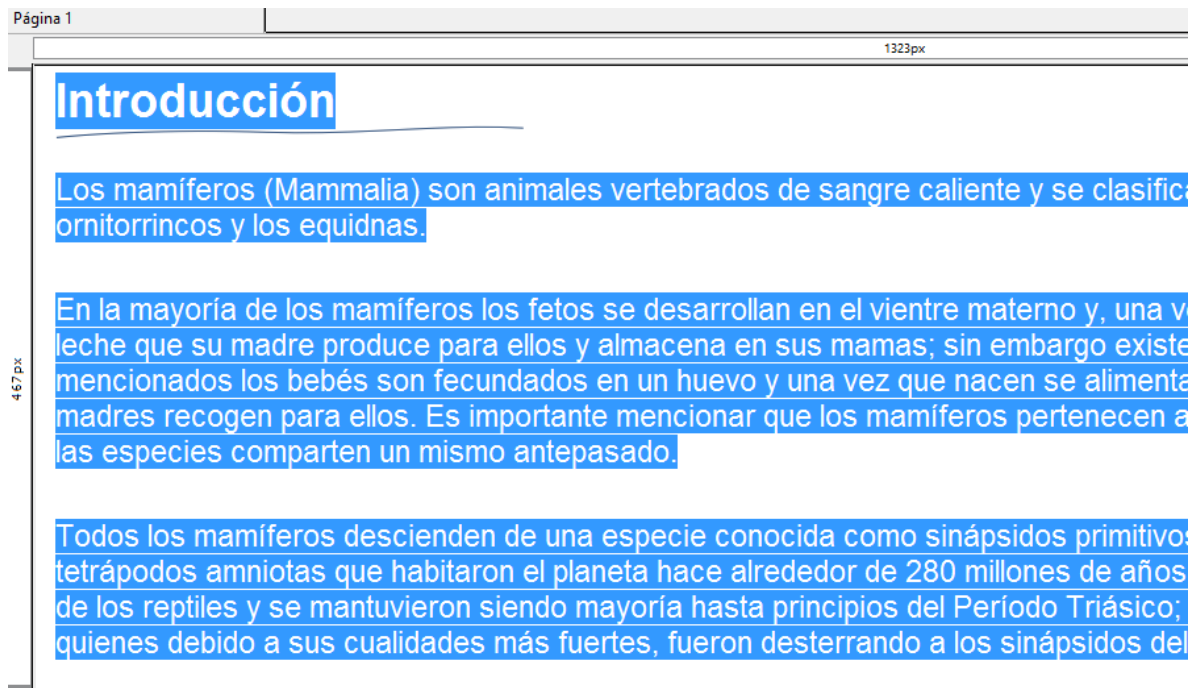 Página 1
1323px
467px
Introducción
Los mamíferos (Mammalia) son animales vertebrados de sangre caliente y se clasifica
ornitorrincos y los equidnas.
En la mayoría de los mamíferos los fetos se desarrollan en el vientre materno y, una v
leche que su madre produce para ellos y almacena en sus mamas; sin embargo existe
mencionados los bebés son fecundados en un huevo y una vez que nacen se alimenta
madres recogen para ellos. Es importante mencionar que los mamíferos pertenecen a
las especies comparten un mismo antepasado.
Todos los mamíferos descienden de una especie conocida como sinápsidos primitivos
tetrápodos amniotas que habitaron el planeta hace alrededor de 280 millones de años
de los reptiles y se mantuvieron siendo mayoría hasta principios del Período Triásico;
quienes debido a sus cualidades más fuertes, fueron desterrando a los sinápsidos del